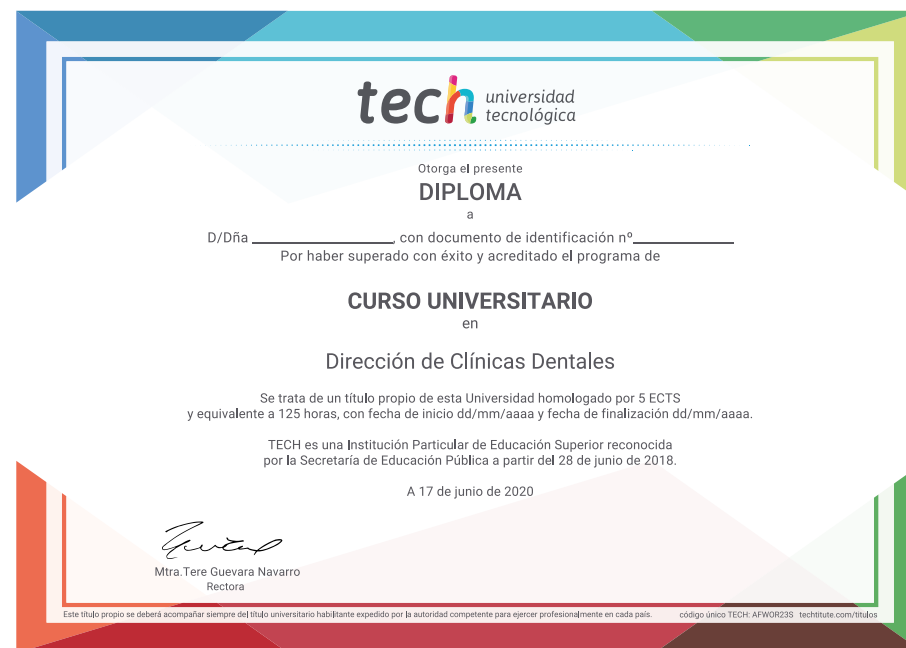 tech universidad
tecnológica
Otorga el presente
DIPLOMA
a
D/Dña ____________________, con documento de identificación nº______________
Por haber superado con éxito y acreditado el programa de
CURSO UNIVERSITARIO
en
Dirección de Clínicas Dentales
Se trata de un título propio de esta Universidad homologado por 5 ECTS
y equivalente a 125 horas, con fecha de inicio dd/mm/aaaa y fecha de finalización dd/mm/aaaa.
TECH es una Institución Particular de Educación Superior reconocida
por la Secretaría de Educación Pública a partir del 28 de junio de 2018.
A 17 de junio de 2020
Mtra.Tere Guevara Navarro
Rectora
Este título propio se deberá acompañar siempre del título universitario habilitante expedido por la autoridad competente para ejercer profesionalmente en cada país. código único TECH: AFWOR23S techtitute.com/titulos